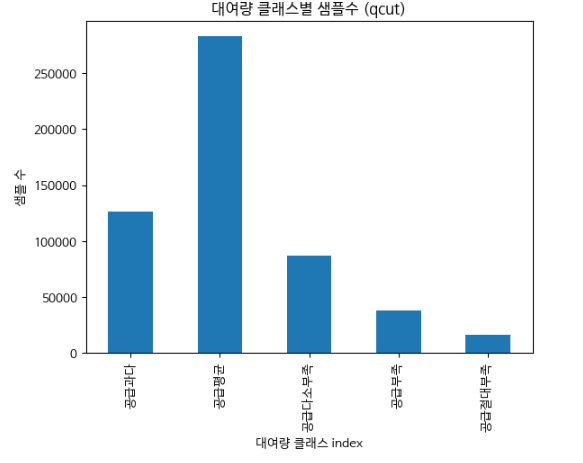 대여량 클래스별 샘플수 (qcut)
샘플 수
250000
200000
150000
100000
50000
0
공급과다
공급평균
공급다소부족
공급부족
공급절대부족
대여량 클래스 index